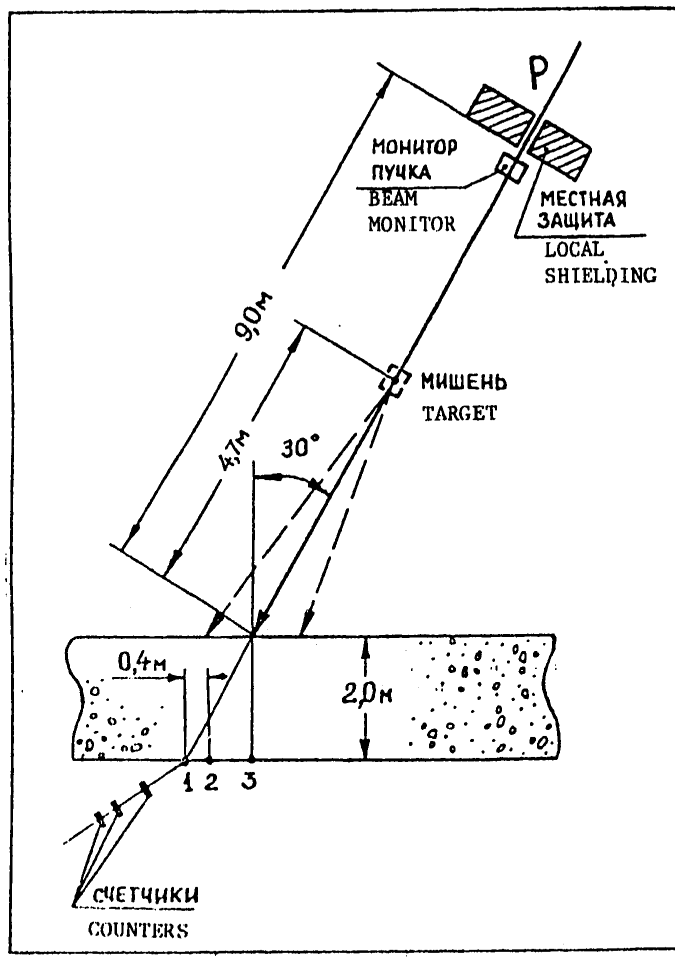 P
МОНИТОР
ПУЧКА
BEAM
MONITOR
МЕСТНАЯ
ЗАЩИТА
LOCAL
SHIELDING
9,0м
МИШЕНЬ
TARGET
4,7м
30°
0,4м
2,0м
1 2 3
СЧЕТЧИКИ
COUNTERS